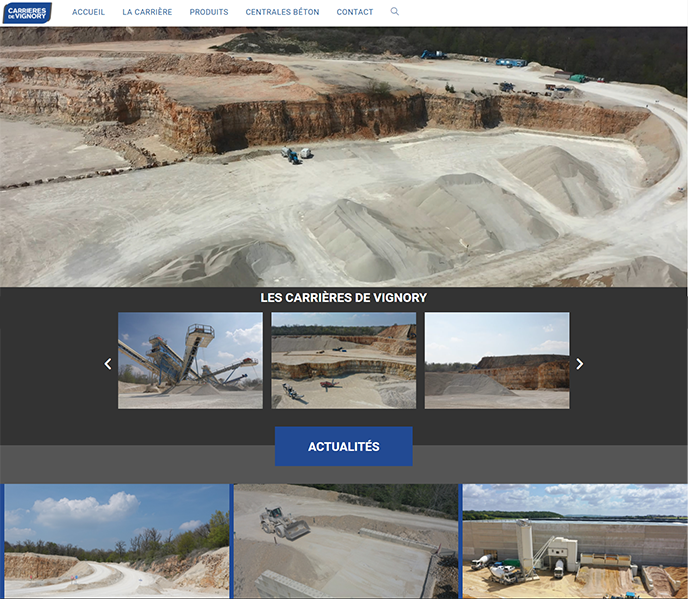 CARRIERES
DE VIGNORY
ACCUEIL LA CARRIÈRE PRODUITS CENTRALES BÉTON CONTACT
LES CARRIÈRES DE VIGNORY
ACTUALITÉS